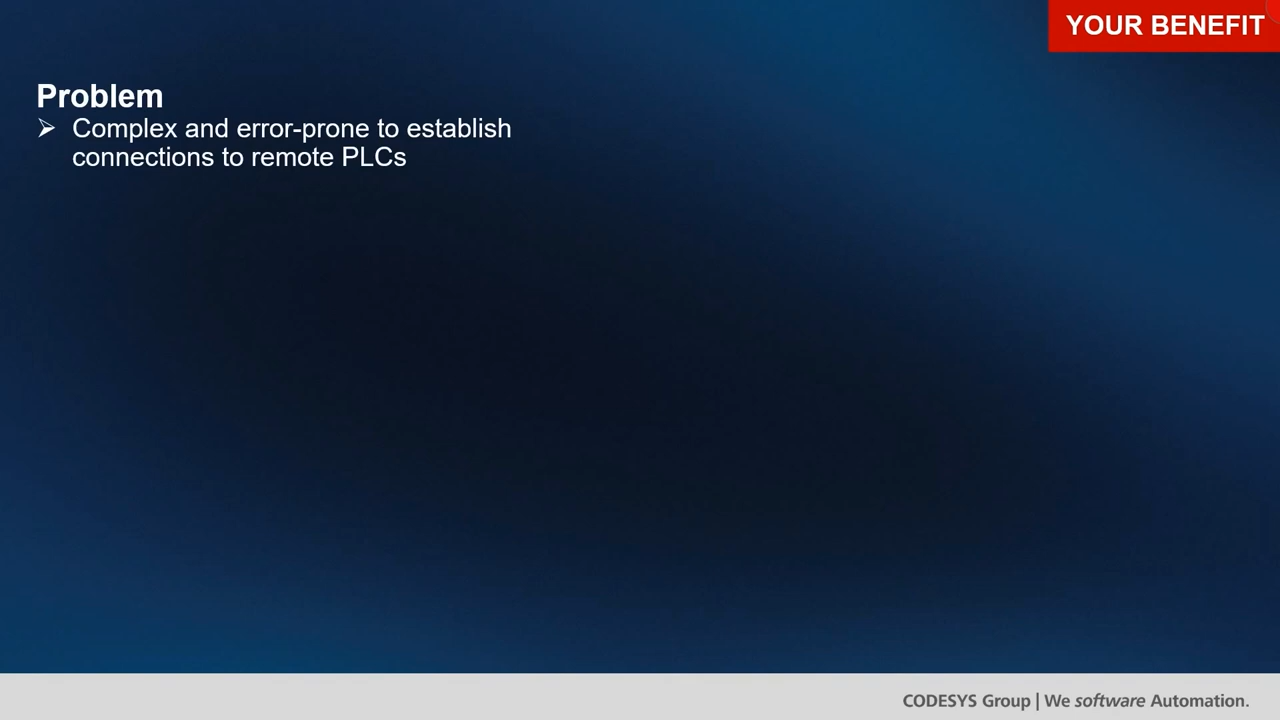 YOUR BENEFIT
Problem
➢ Complex and error-prone to establish
connections to remote PLCs
CODESYS Group | We software Automation.